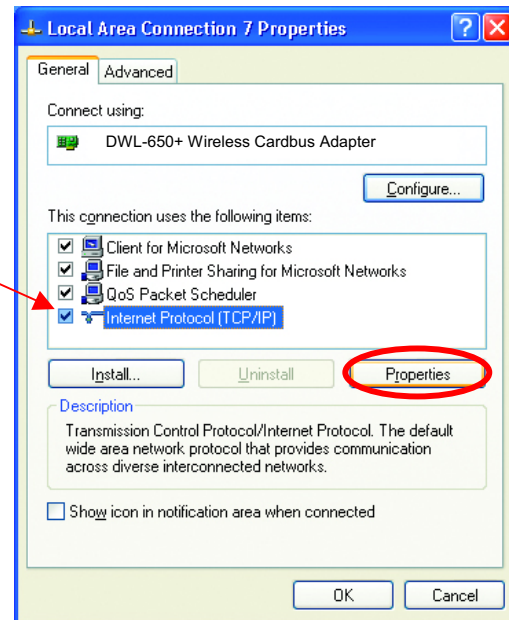 Local Area Connection 7 Properties
General Advanced
Connect using:
DWL-650+ Wireless Cardbus Adapter
Configure...
This connection uses the following items:
Client for Microsoft Networks
File and Printer Sharing for Microsoft Networks
QoS Packet Scheduler
Internet Protocol (TCP/IP)
Install... Uninstall Properties
Description
Transmission Control Protocol/Internet Protocol. The default
wide area network protocol that provides communication
across diverse interconnected networks.
Show icon in notification area when connected
OK Cancel